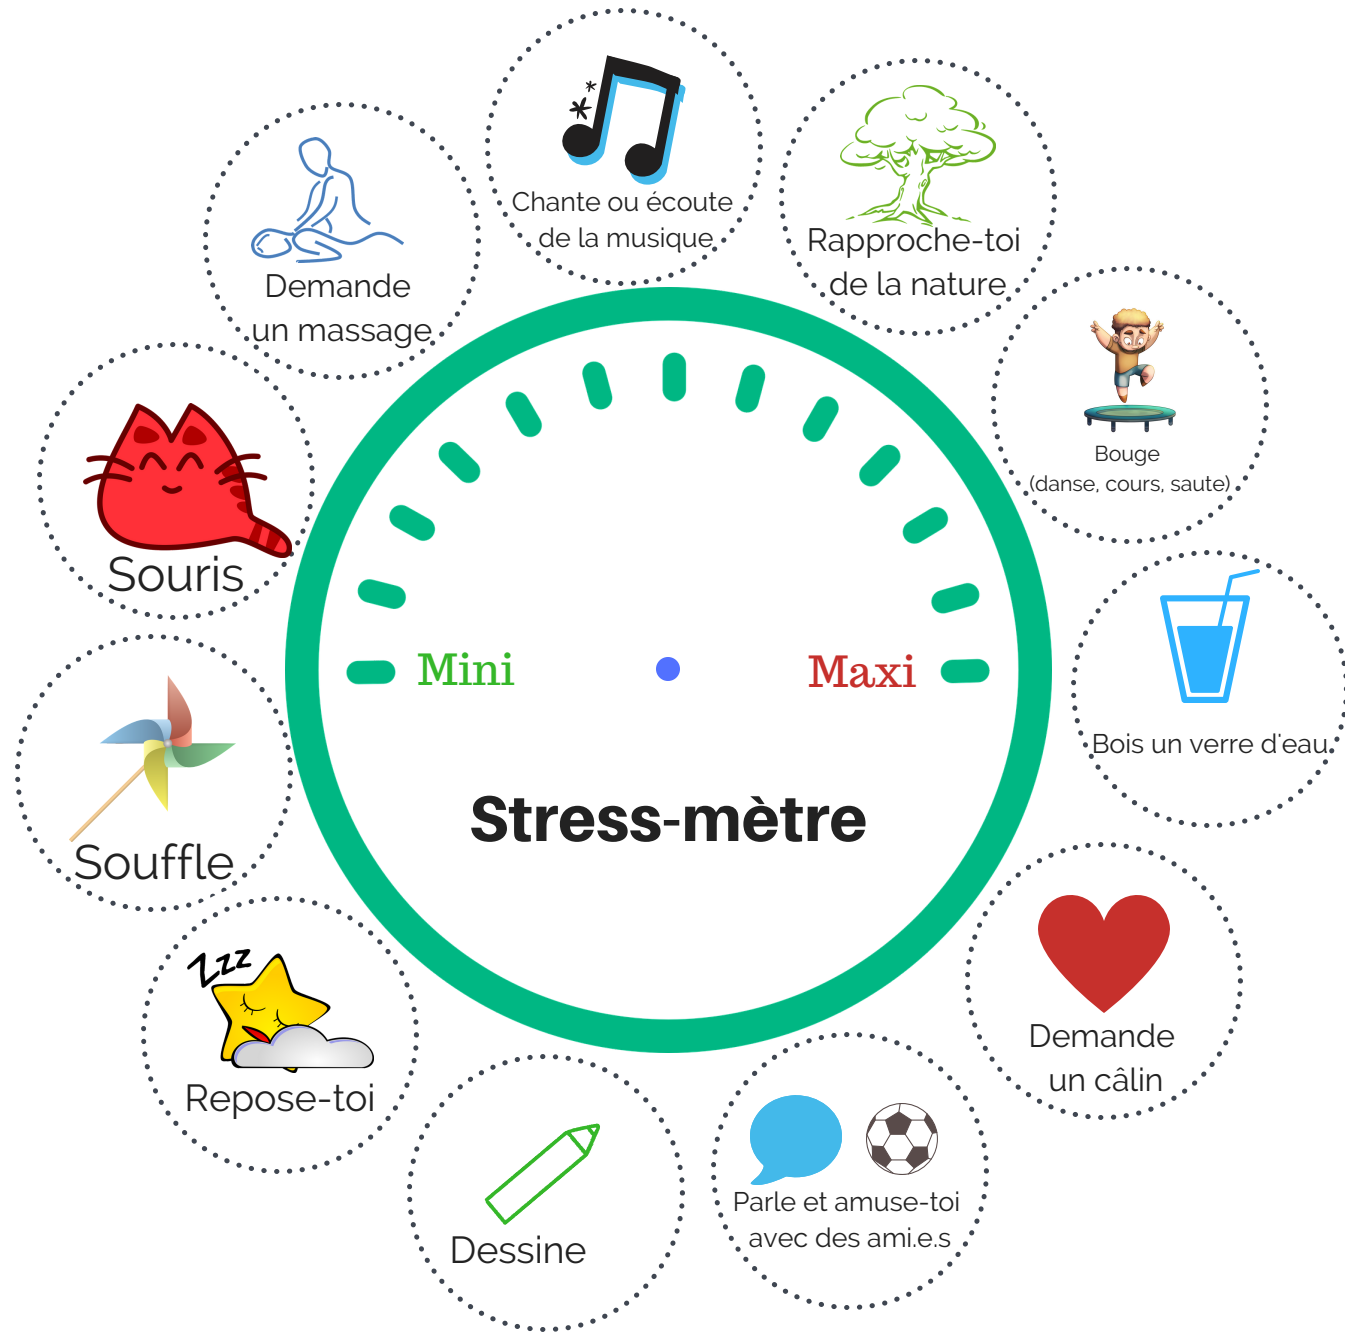 Chante ou écoute
de la musique
Rapproche-toi
de la nature
Demande
un massage
Bouge
(danse, cours, saute)
Souris
Mini
Maxi
Bois un verre d'eau
Stress-mètre
Souffle
Demande
un câlin
Zzz
Repose-toi
Parle et amuse-toi
avec des ami.e.s
Dessine